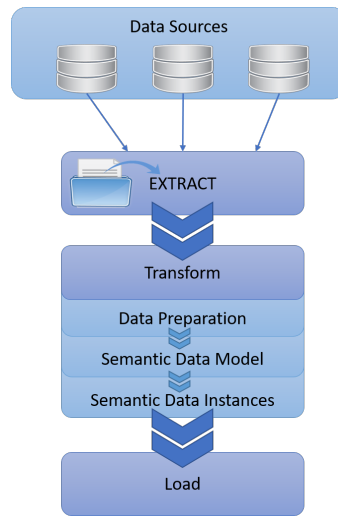 Data Sources
EXTRACT
Transform
Data Preparation
Semantic Data Model
Semantic Data Instances
Load